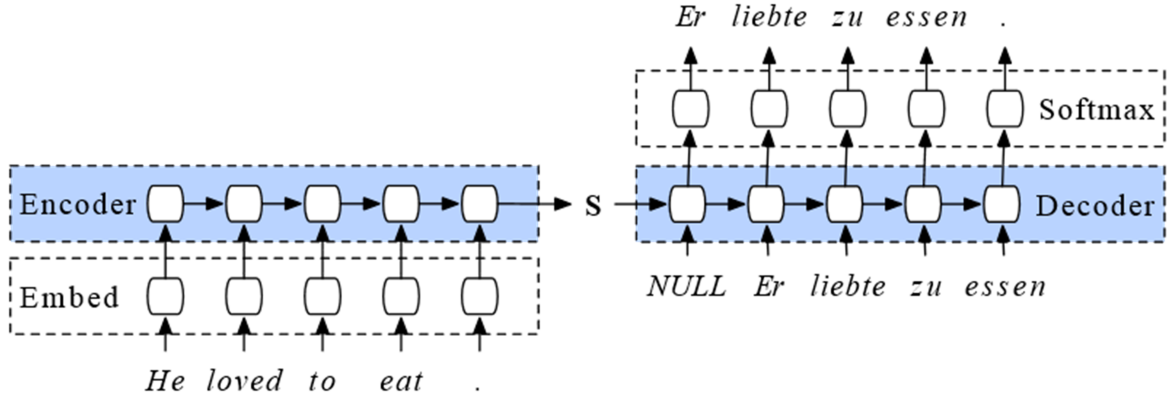 Er liebte zu essen .
Softmax
Encoder
S
Decoder
Embed
NULL Er liebte zu essen
He loved to eat .